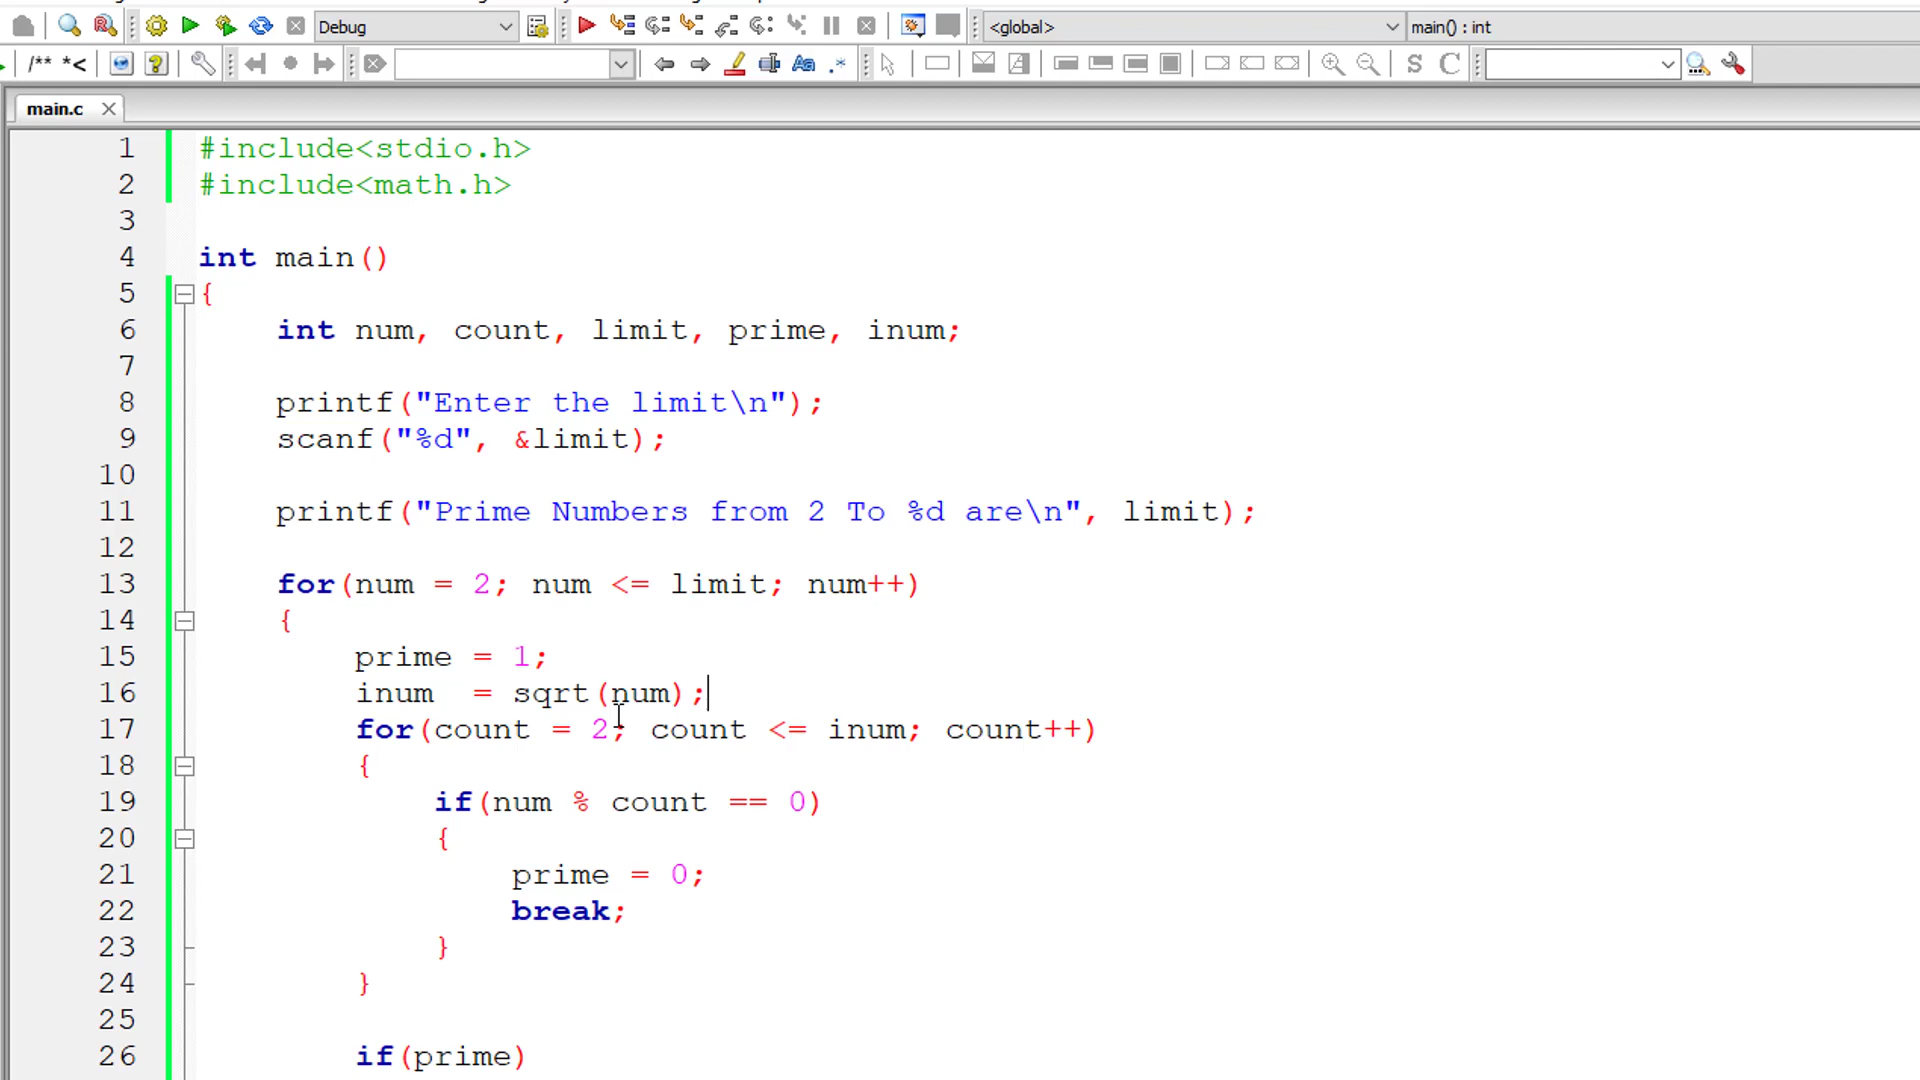 Debug
<global>
main() : int
/** *<
S C
main.c
1 #include<stdio.h>
2 #include<math.h>
3
4 int main()
5 {
6 int num, count, limit, prime, inum;
7
8 printf("Enter the limit\n");
9 scanf("%d", &limit);
10
11 printf("Prime Numbers from 2 To %d are\n", limit);
12
13 for(num = 2; num <= limit; num++)
14 {
15 prime = 1;
16 inum = sqrt(num);
17 for(count = 2; count <= inum; count++)
18 {
19 if(num % count == 0)
20 {
21 prime = 0;
22 break;
23 }
24 }
25
26 if(prime)